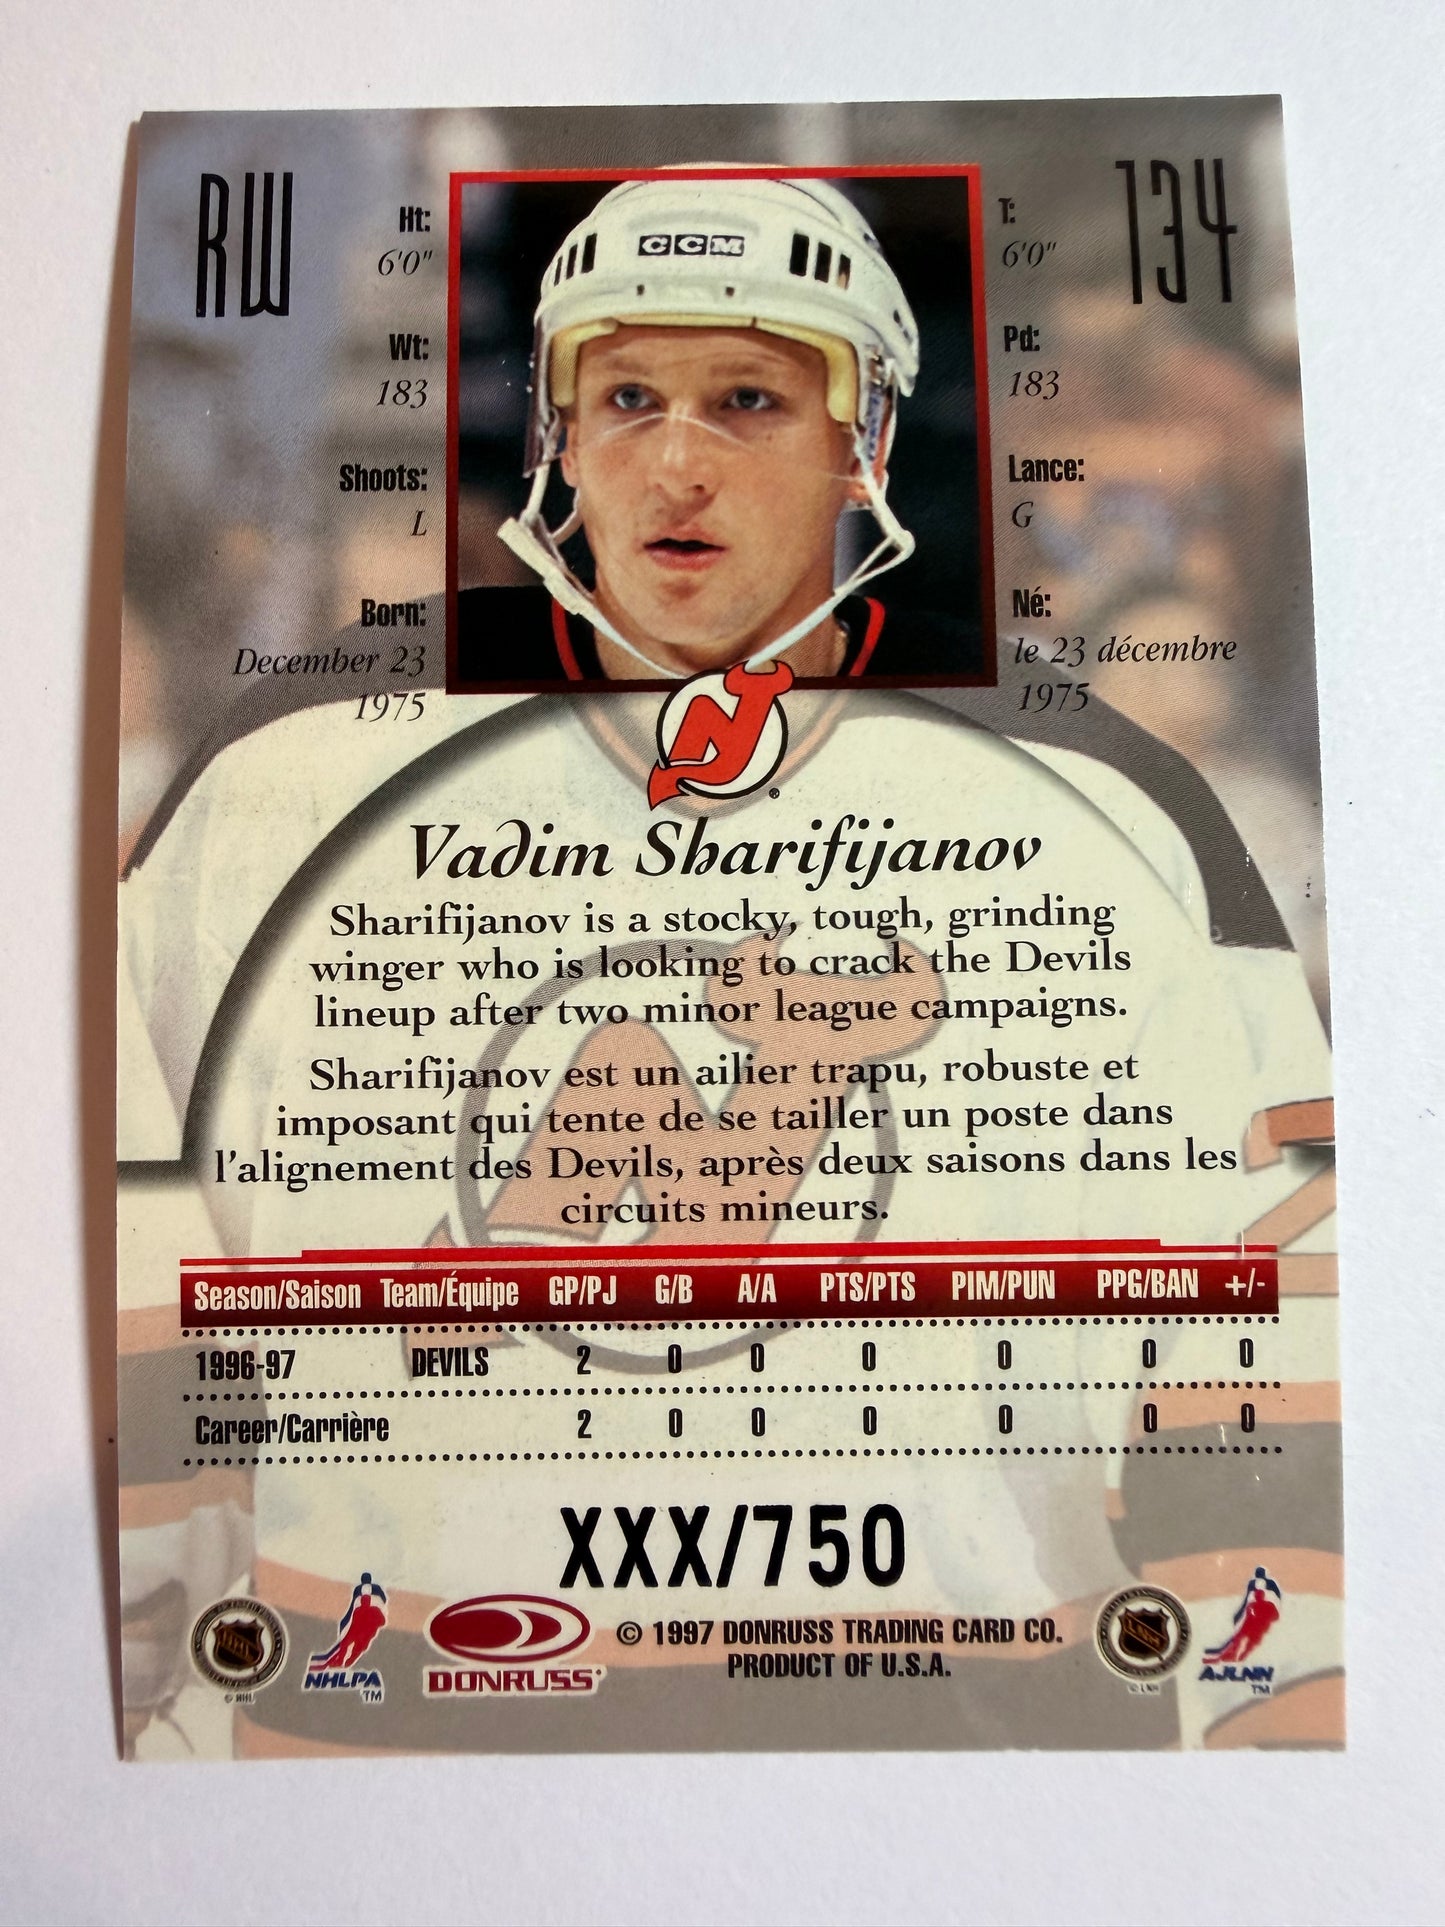 RW
134
Ht:
6'0"
Wt:
183
Shoots:
L
Born:
December 23
1975
CCM
T:
6'0"
Pd:
183
Lance:
G
Né:
le 23 décembre
1975
Vadim Sharifijanov
Sharifijanov is a stocky, tough, grinding
winger who is looking to crack the Devils
lineup after two minor league campaigns.
Sharifijanov est un ailier trapu, robuste et
imposant qui tente de se tailler un poste dans
l'alignement des Devils, après deux saisons dans les
circuits mineurs.
Season/Saison Team/Équipe GP/PJ G/B A/A PTS/PTS PIM/PUN PPG/BAN +/-
1996-97 DEVILS 2 0 0 0 0 0 0
Career/Carrière 2 0 0 0 0 0 0
XXX/750
© NHL
NHLPA
TM
DONRUSS
© 1997 DONRUSS TRADING CARD CO.
PRODUCT OF U.S.A.
© LNH
AJLNH
TM